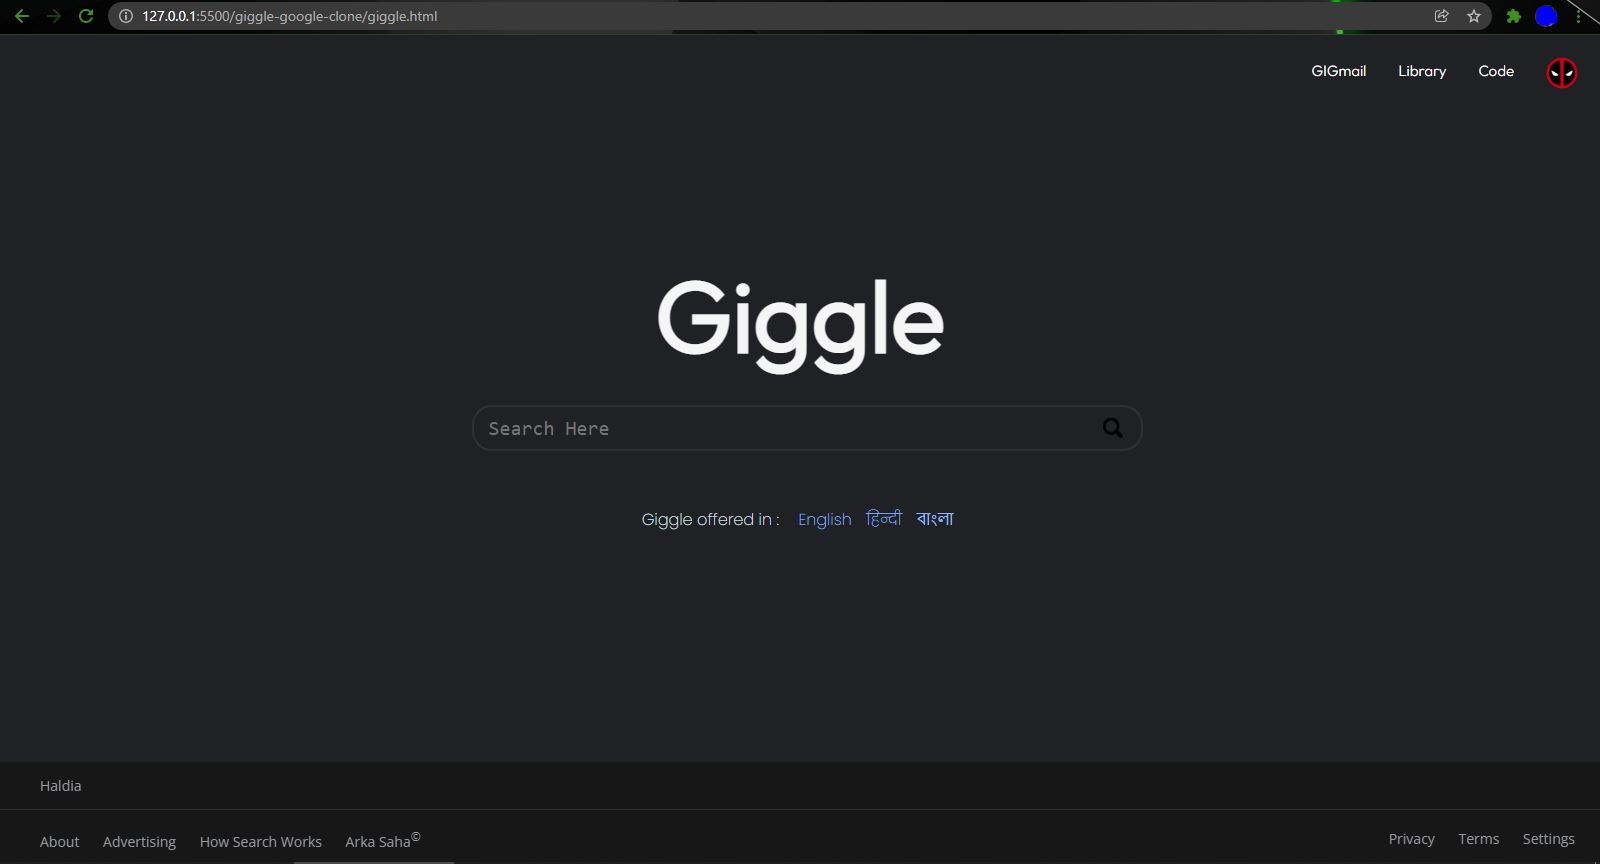 127.0.0.1:5500/giggle-google-clone/giggle.html
GIGmail Library Code
Giggle
Search Here
Giggle offered in : English हिन्दी বাংলা
Haldia
About Advertising How Search Works Arka Saha© Privacy Terms Settings